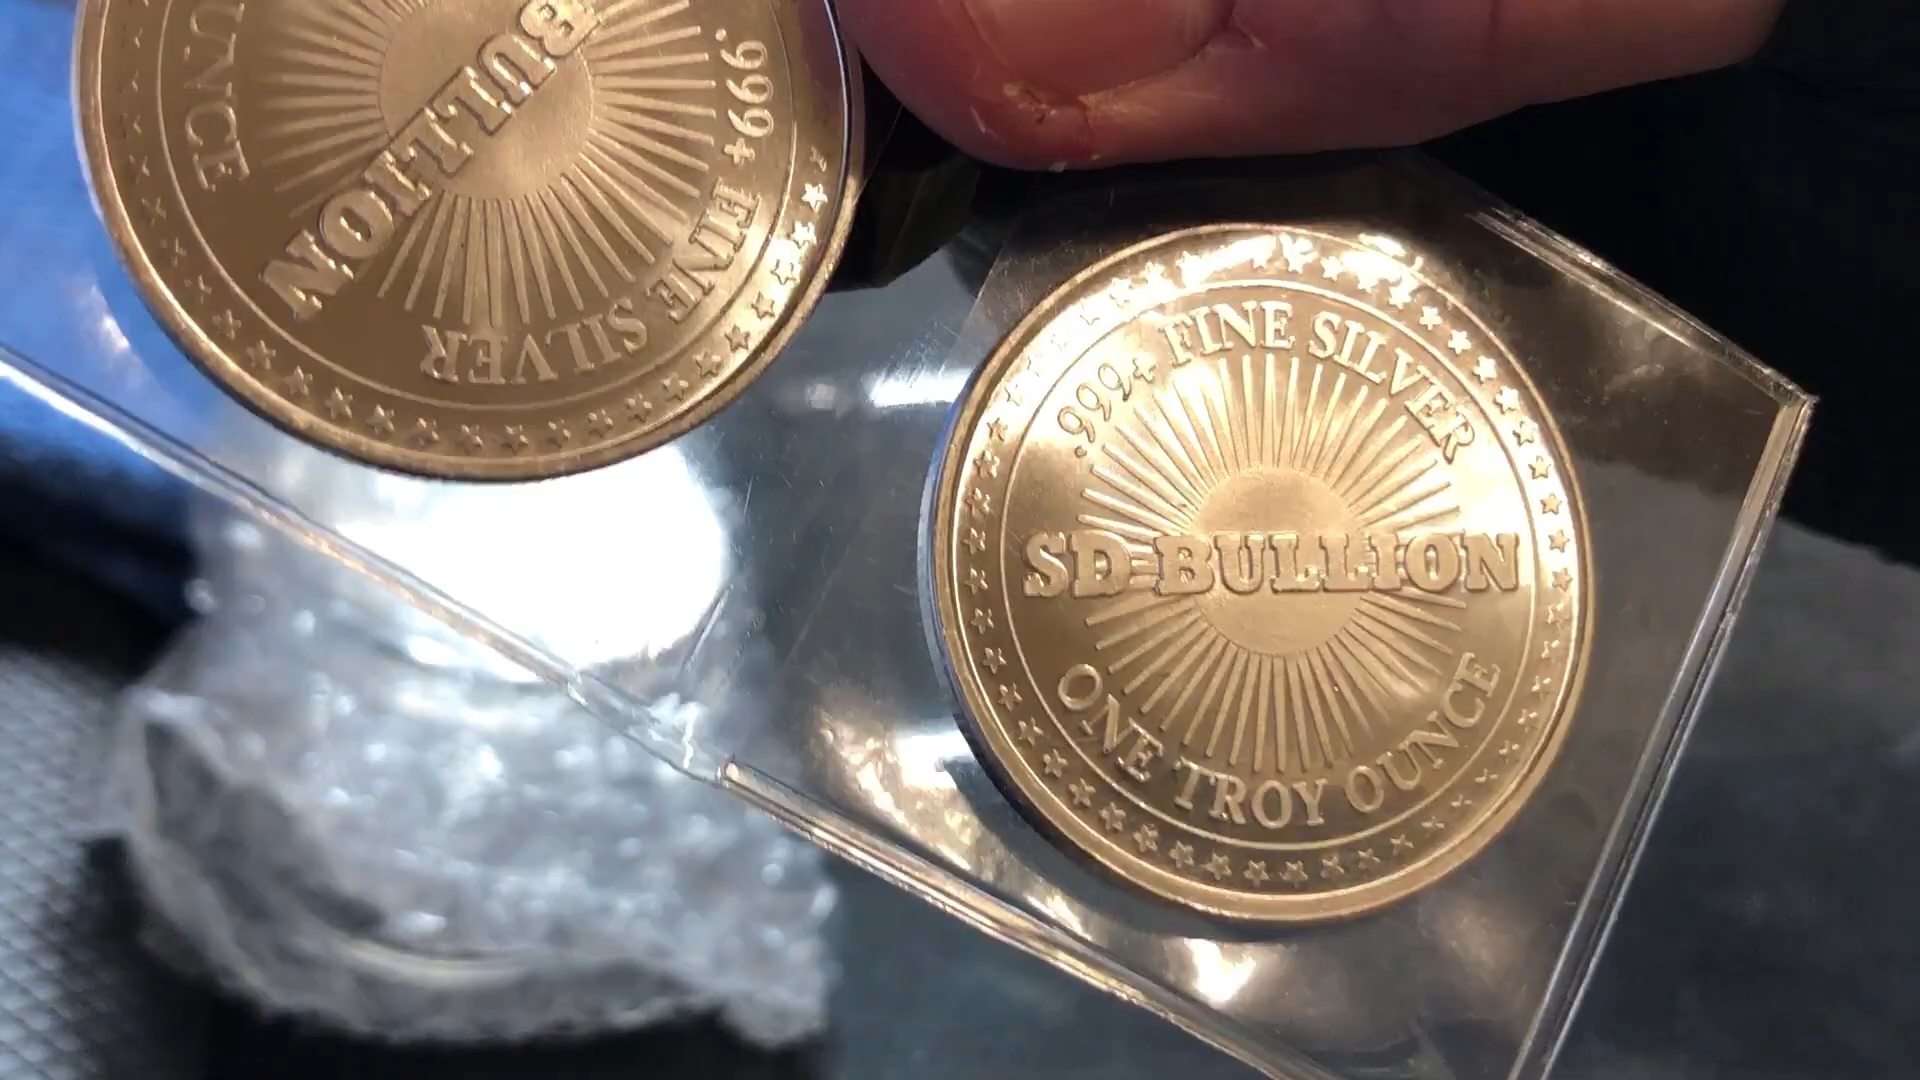 .999+ FINE SILVER
BULLION
UNCE
.999+ FINE SILVER
SD BULLION
ONE TROY OUNCE